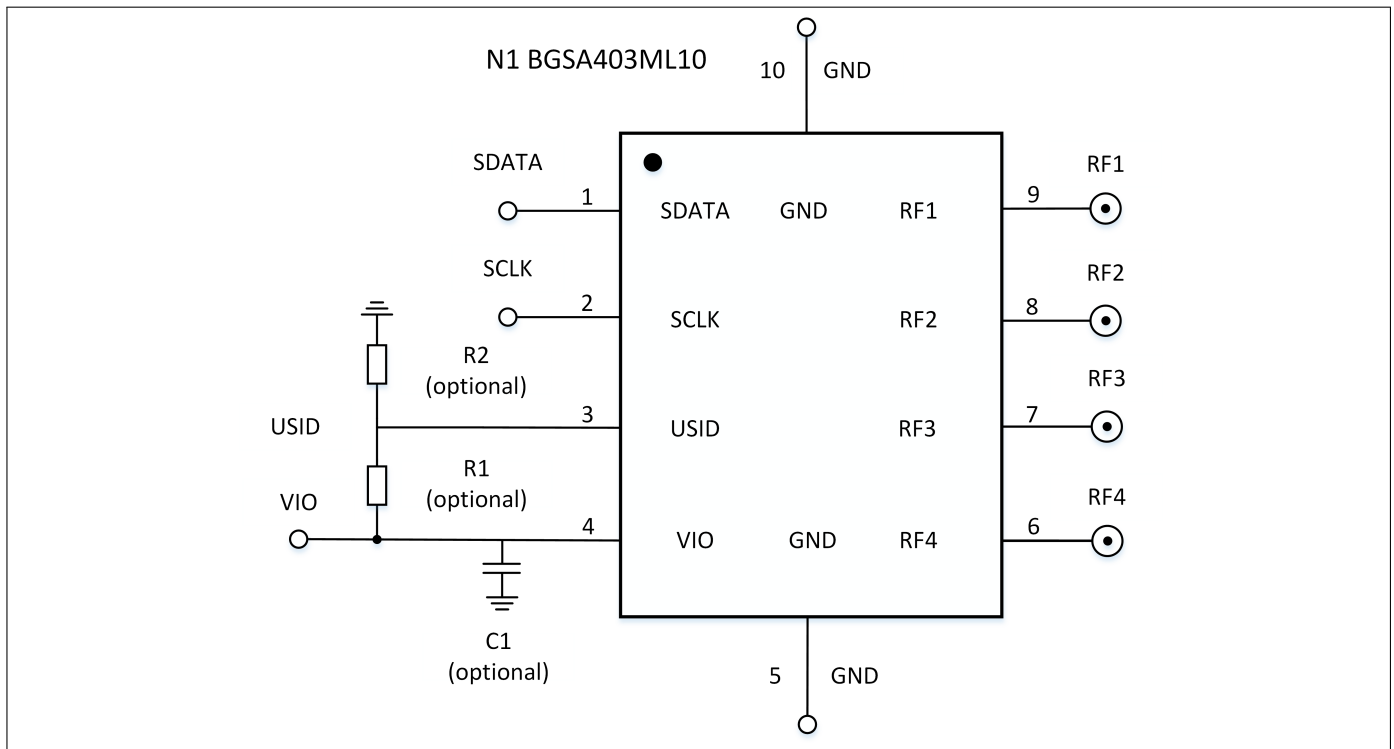 N1 BGSA403ML10
10 GND
SDATA
1
SDATA GND RF1
9
RF1
SCLK
2
SCLK
RF2
8
RF2
R2
(optional)
USID
3
USID
RF3
7
RF3
R1
(optional)
VIO
4
VIO GND RF4
6
RF4
C1
(optional)
5 GND